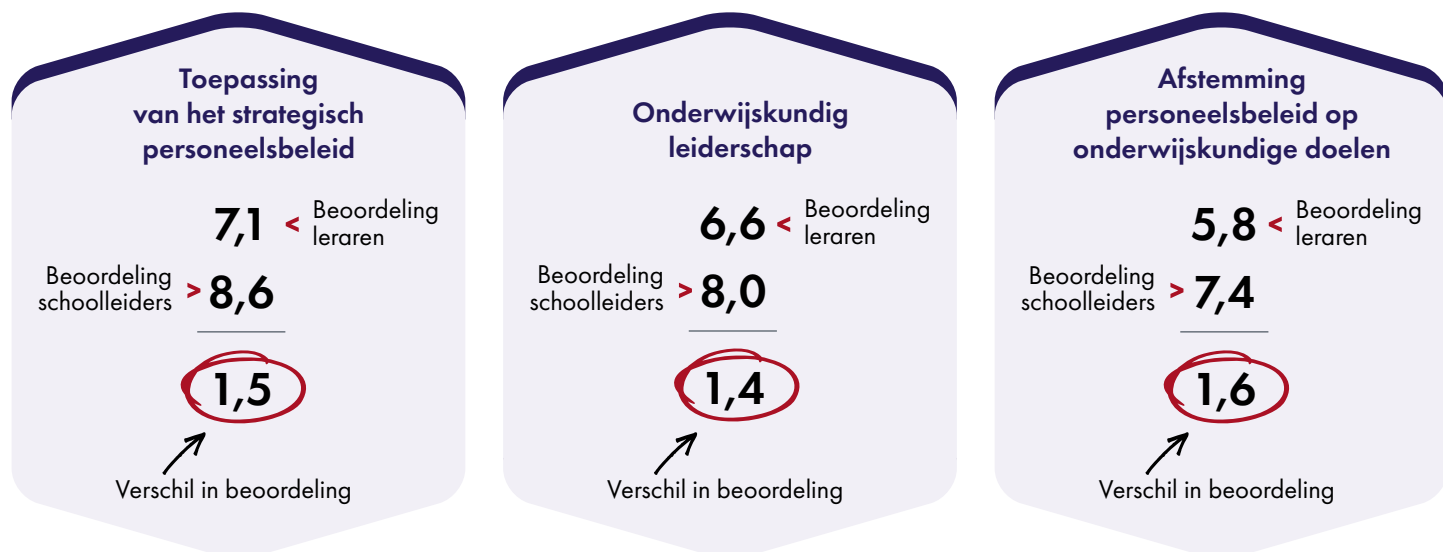 Toepassing
van het strategisch
personeelsbeleid
7,1 < Beoordeling
leraren
Beoordeling
schoolleiders > 8,6
1,5
Verschil in beoordeling
Onderwijskundig
leiderschap
6,6 < Beoordeling
leraren
Beoordeling
schoolleiders > 8,0
1,4
Verschil in beoordeling
Afstemming
personeelsbeleid op
onderwijskundige doelen
5,8 < Beoordeling
leraren
Beoordeling
schoolleiders > 7,4
1,6
Verschil in beoordeling